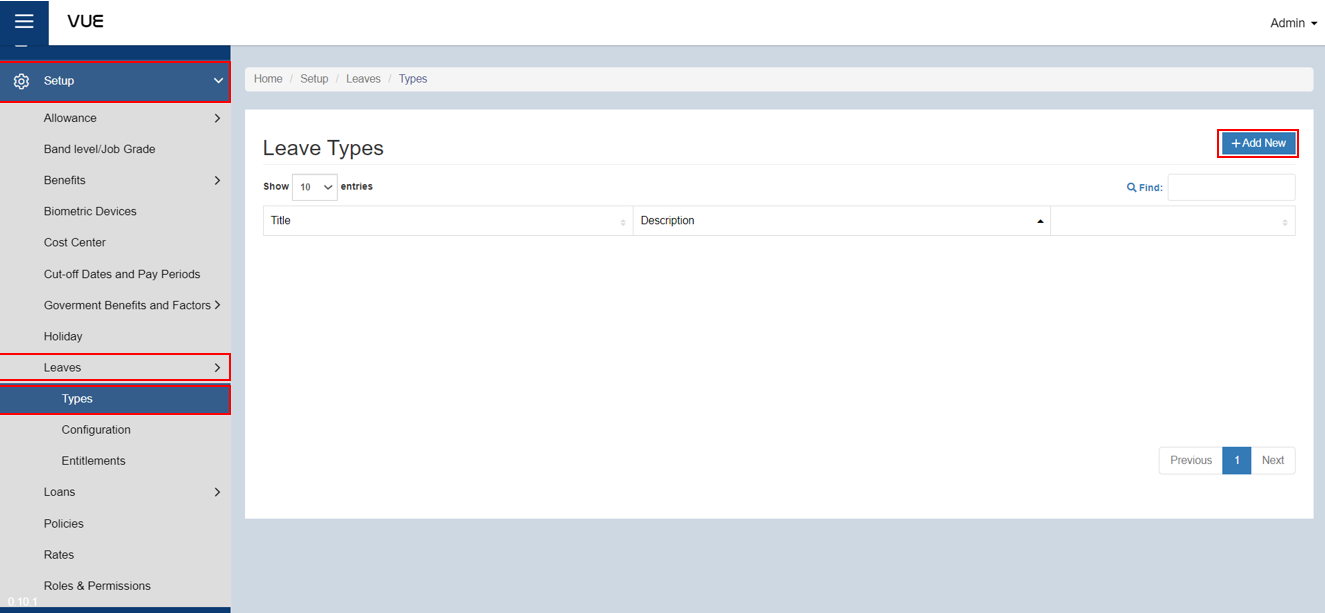 VUE
Admin
Setup
Allowance
Band level/Job Grade
Benefits
Biometric Devices
Cost Center
Cut-off Dates and Pay Periods
Goverment Benefits and Factors
Holiday
Leaves
Types
Configuration
Entitlements
Loans
Policies
Rates
Roles & Permissions
0.10.1
Home / Setup / Leaves / Types
Leave Types
+ Add New
Show 10 entries
Find:
Title Description
Previous 1 Next